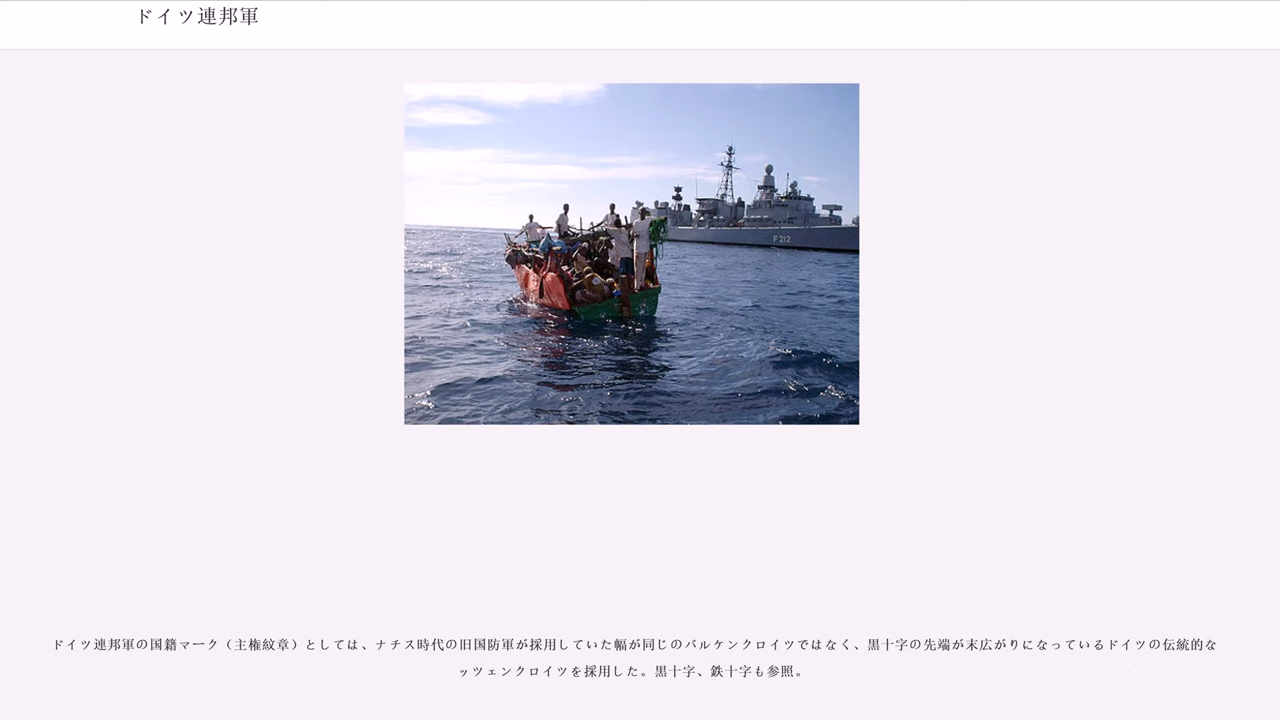 ドイツ連邦軍
F 212
ドイツ連邦軍の国籍マーク（主権紋章）としては、ナチス時代の旧国防軍が採用していた幅が同じのバルケンクロイツではなく、黒十字の先端が末広がりになっているドイツの伝統的な
ッツェンクロイツを採用した。黒十字、鉄十字も参照。